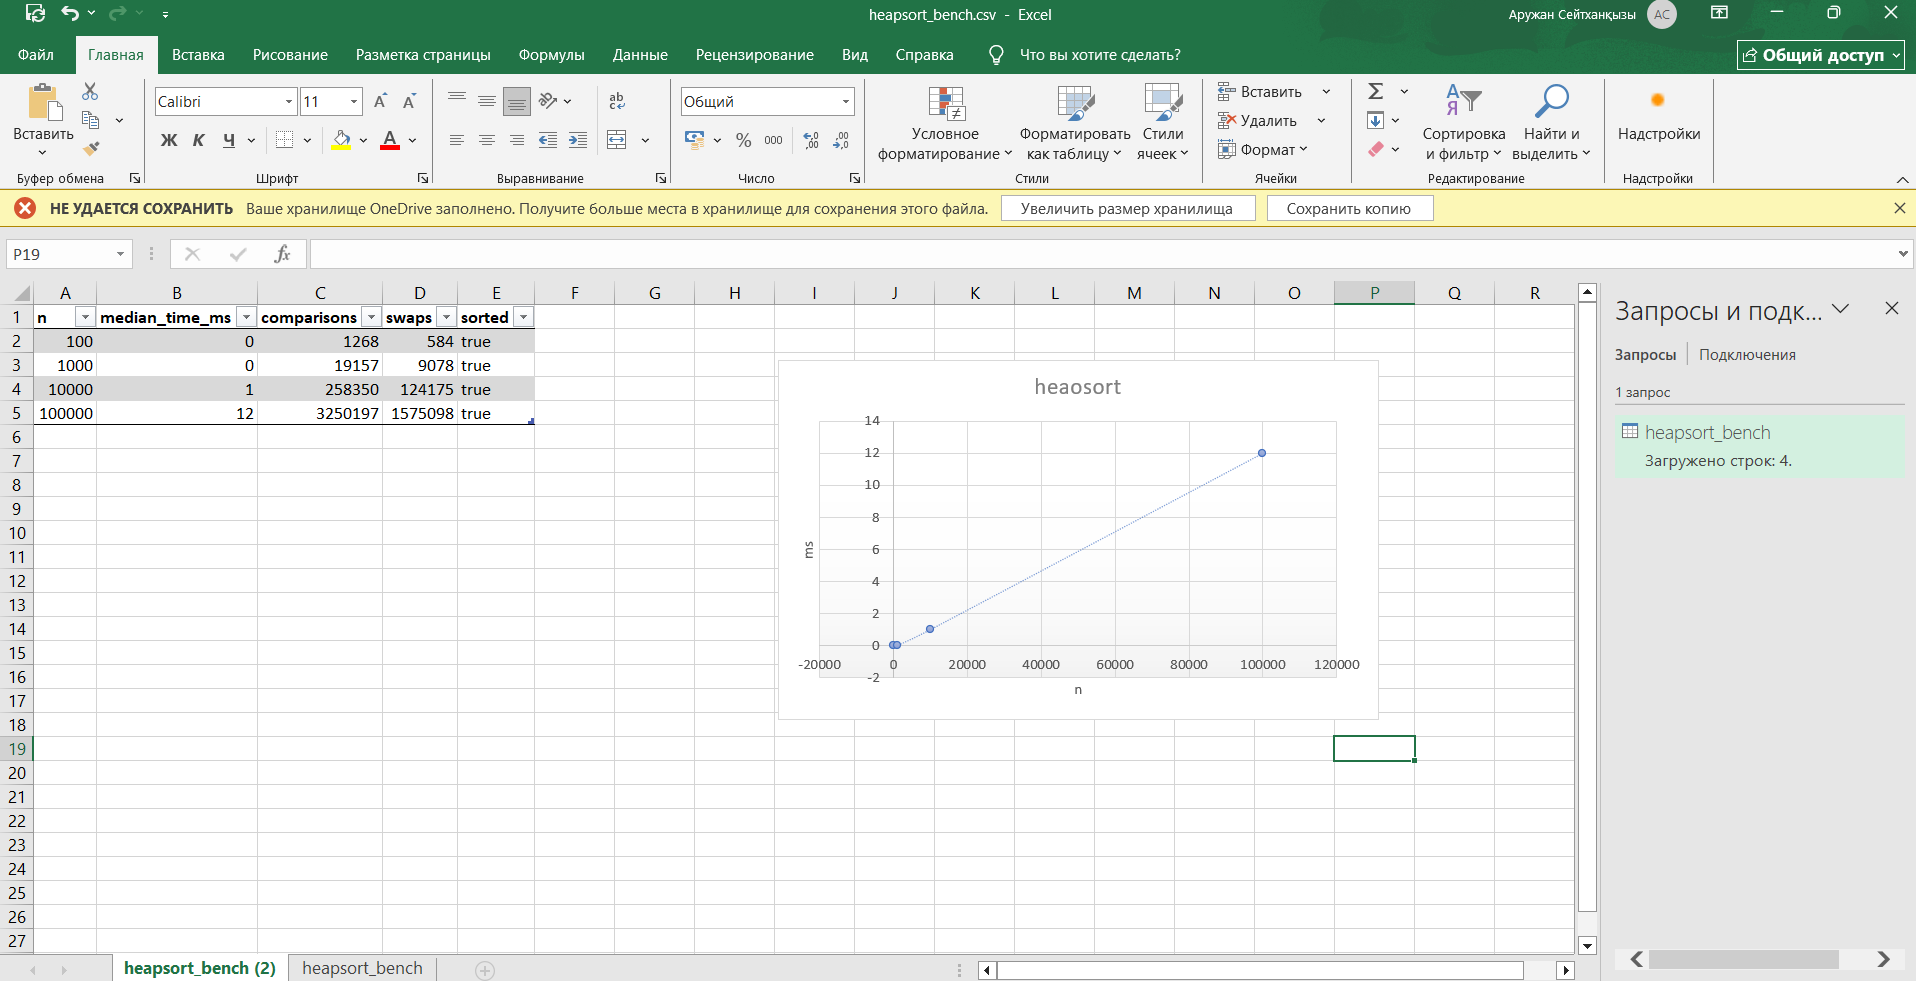 heapsort_bench.csv - Excel
Аружан Сейтханқызы
АС
Файл Главная Вставка Рисование Разметка страницы Формулы Данные Рецензирование Вид Справка Что вы хотите сделать? Общий доступ
Вставить
Calibri 11
Ж К Ч А
ab
Общий
% 000
Условное форматирование
Форматировать как таблицу
Стили ячеек
Вставить
Удалить
Формат
Сортировка и фильтр
Найти и выделить
Надстройки
Буфер обмена Шрифт Выравнивание Число Стили Ячейки Редактирование Надстройки
НЕ УДАЕТСЯ СОХРАНИТЬ Ваше хранилище OneDrive заполнено. Получите больше места в хранилище для сохранения этого файла. Увеличить размер хранилища Сохранить копию
P19 fx
A B C D E F G H I J K L M N O P Q R
1 n median_time_ms comparisons swaps sorted
2 100 0 1268 584 true
3 1000 0 19157 9078 true
4 10000 1 258350 124175 true
5 100000 12 3250197 1575098 true
6
7
8
9
10
11
12
13
14
15
16
17
18
19
20
21
22
23
24
25
26
27
heaosort
14
12
10
8
6
4
2
0
-2
ms
-20000 0 20000 40000 60000 80000 100000 120000
n
Запросы и подк...
Запросы Подключения
1 запрос
heapsort_bench
Загружено строк: 4.
heapsort_bench (2) heapsort_bench